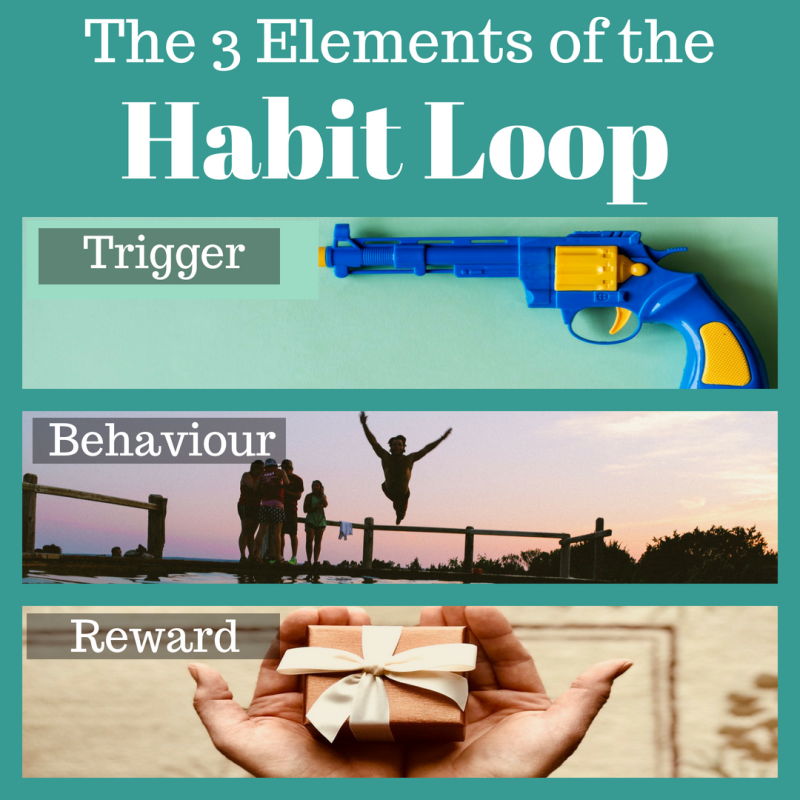 The 3 Elements of the
Habit Loop
Trigger
Behaviour
Reward